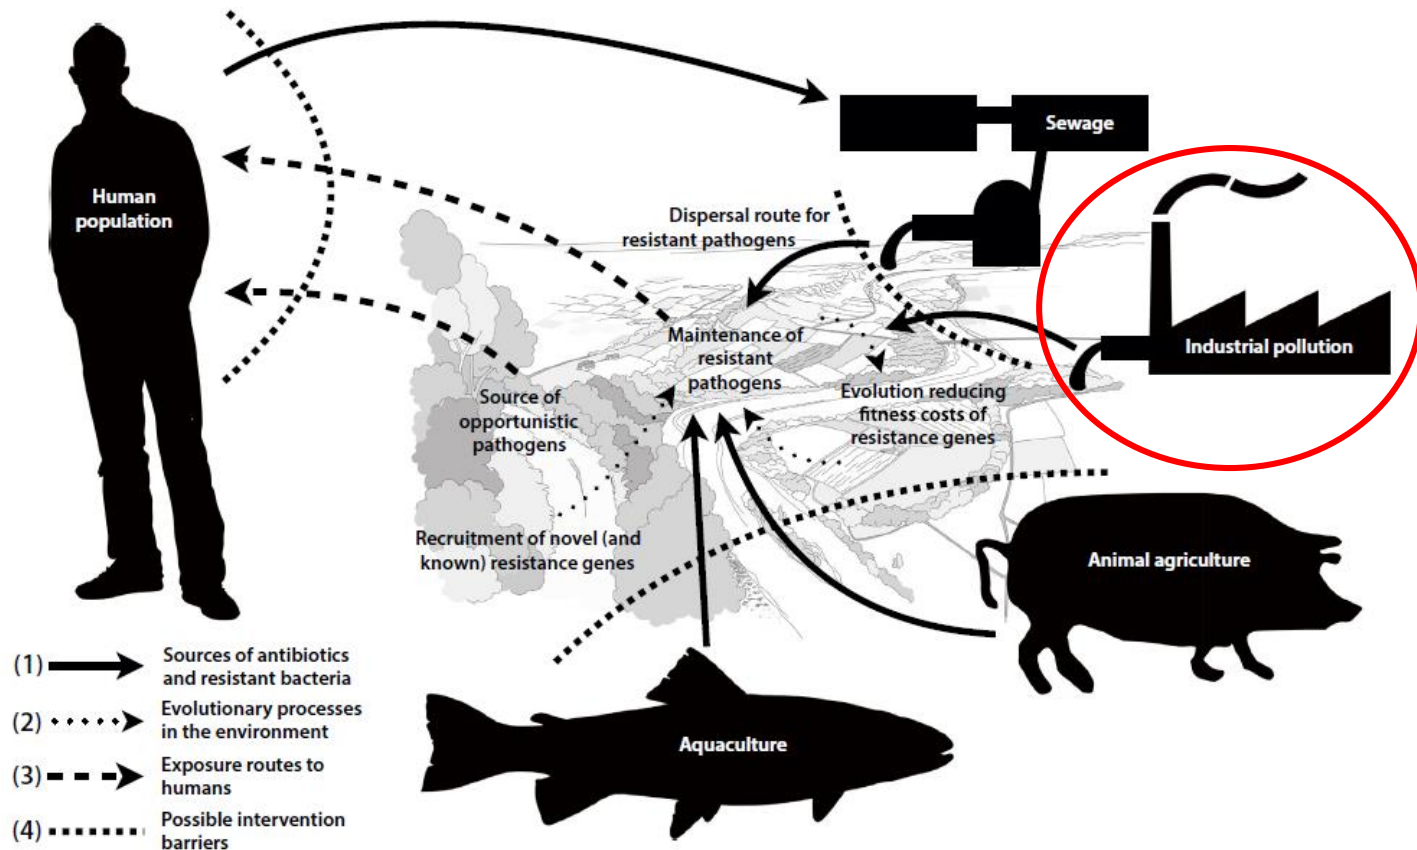 Sewage
Human
population
Dispersal route for
resistant pathogens
Industrial pollution
Maintenance of
resistant
pathogens
Evolution reducing
fitness costs of
resistance genes
Source of
opportunistic
pathogens
Recruitment of novel (and
known) resistance genes
Animal agriculture
Aquaculture
(1) Sources of antibiotics
and resistant bacteria
(2) Evolutionary processes
in the environment
(3) Exposure routes to
humans
(4) Possible intervention
barriers